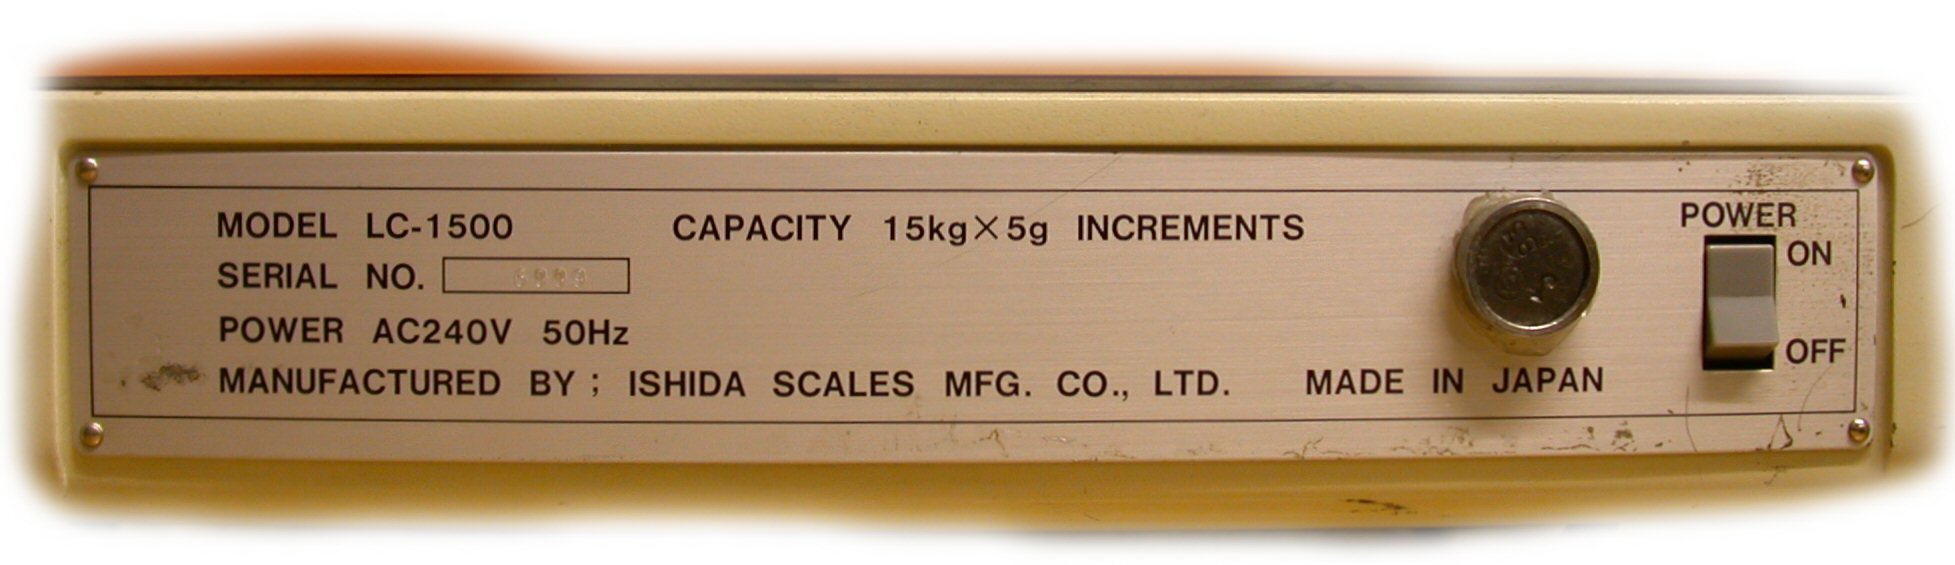 MODEL LC-1500 CAPACITY 15kg×5g INCREMENTS
SERIAL NO.
POWER AC240V 50Hz
MANUFACTURED BY ; ISHIDA SCALES MFG. CO., LTD. MADE IN JAPAN
POWER
ON
OFF